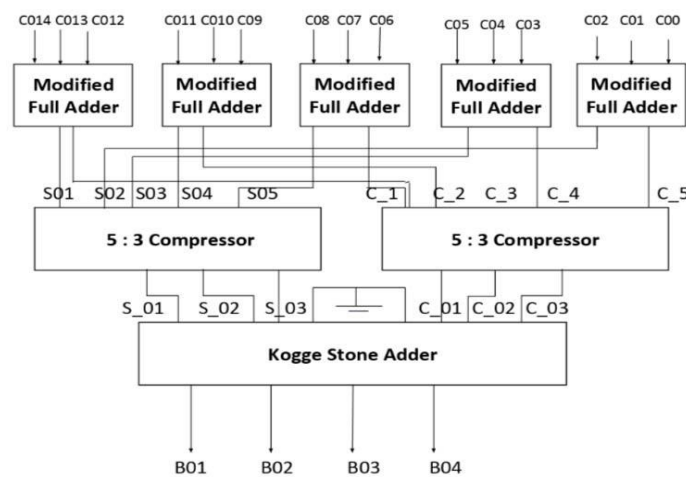 C014 C013 C012 C011 C010 C09 C08 C07 C06 C05 C04 C03 C02 C01 C00
Modified Full Adder
Modified Full Adder
Modified Full Adder
Modified Full Adder
Modified Full Adder
S01 S02 S03 S04 S05 C_1 C_2 C_3 C_4 C_5
5 : 3 Compressor
5 : 3 Compressor
S_01 S_02 S_03 C_01 C_02 C_03
Kogge Stone Adder
B01 B02 B03 B04